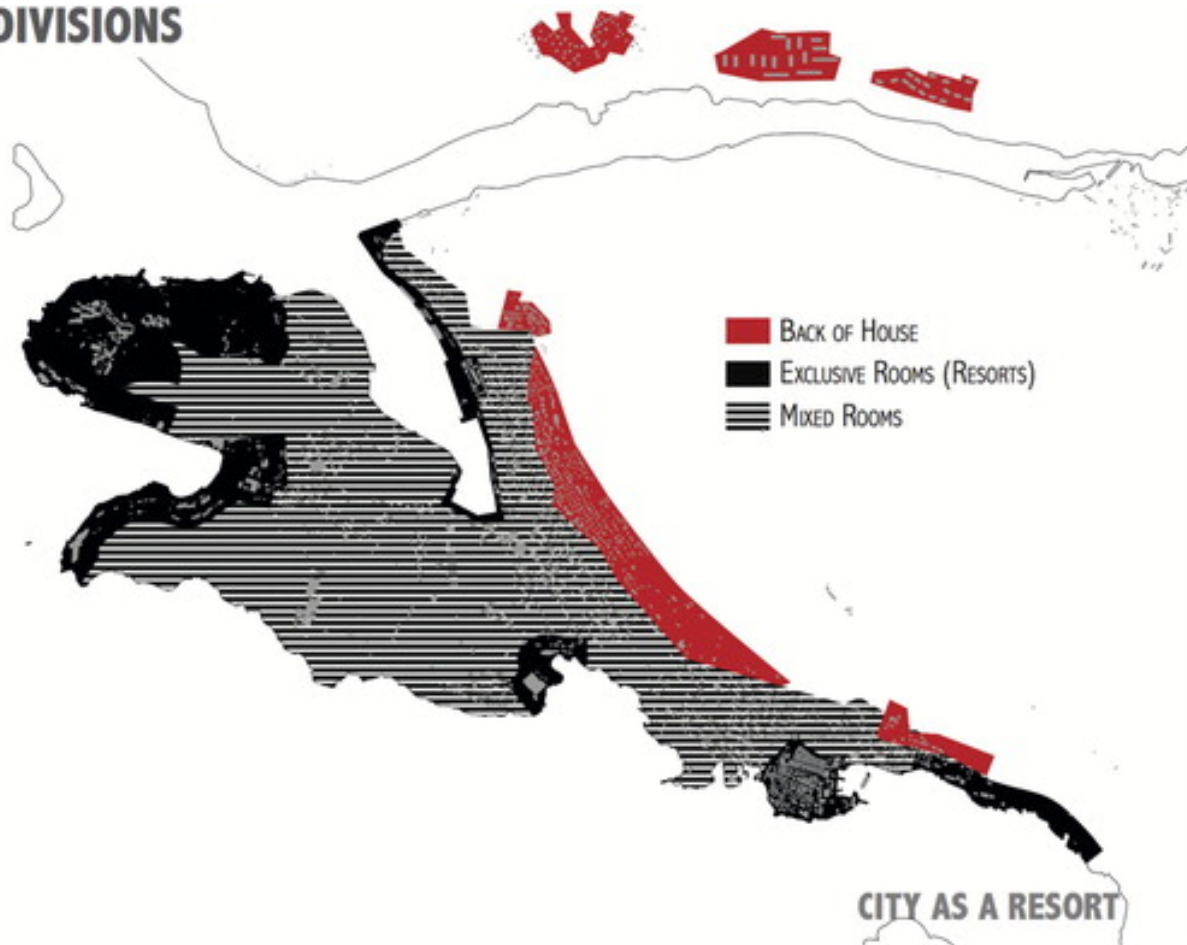 DIVISIONS
BACK OF HOUSE
EXCLUSIVE ROOMS (RESORTS)
MIXED ROOMS
CITY AS A RESORT